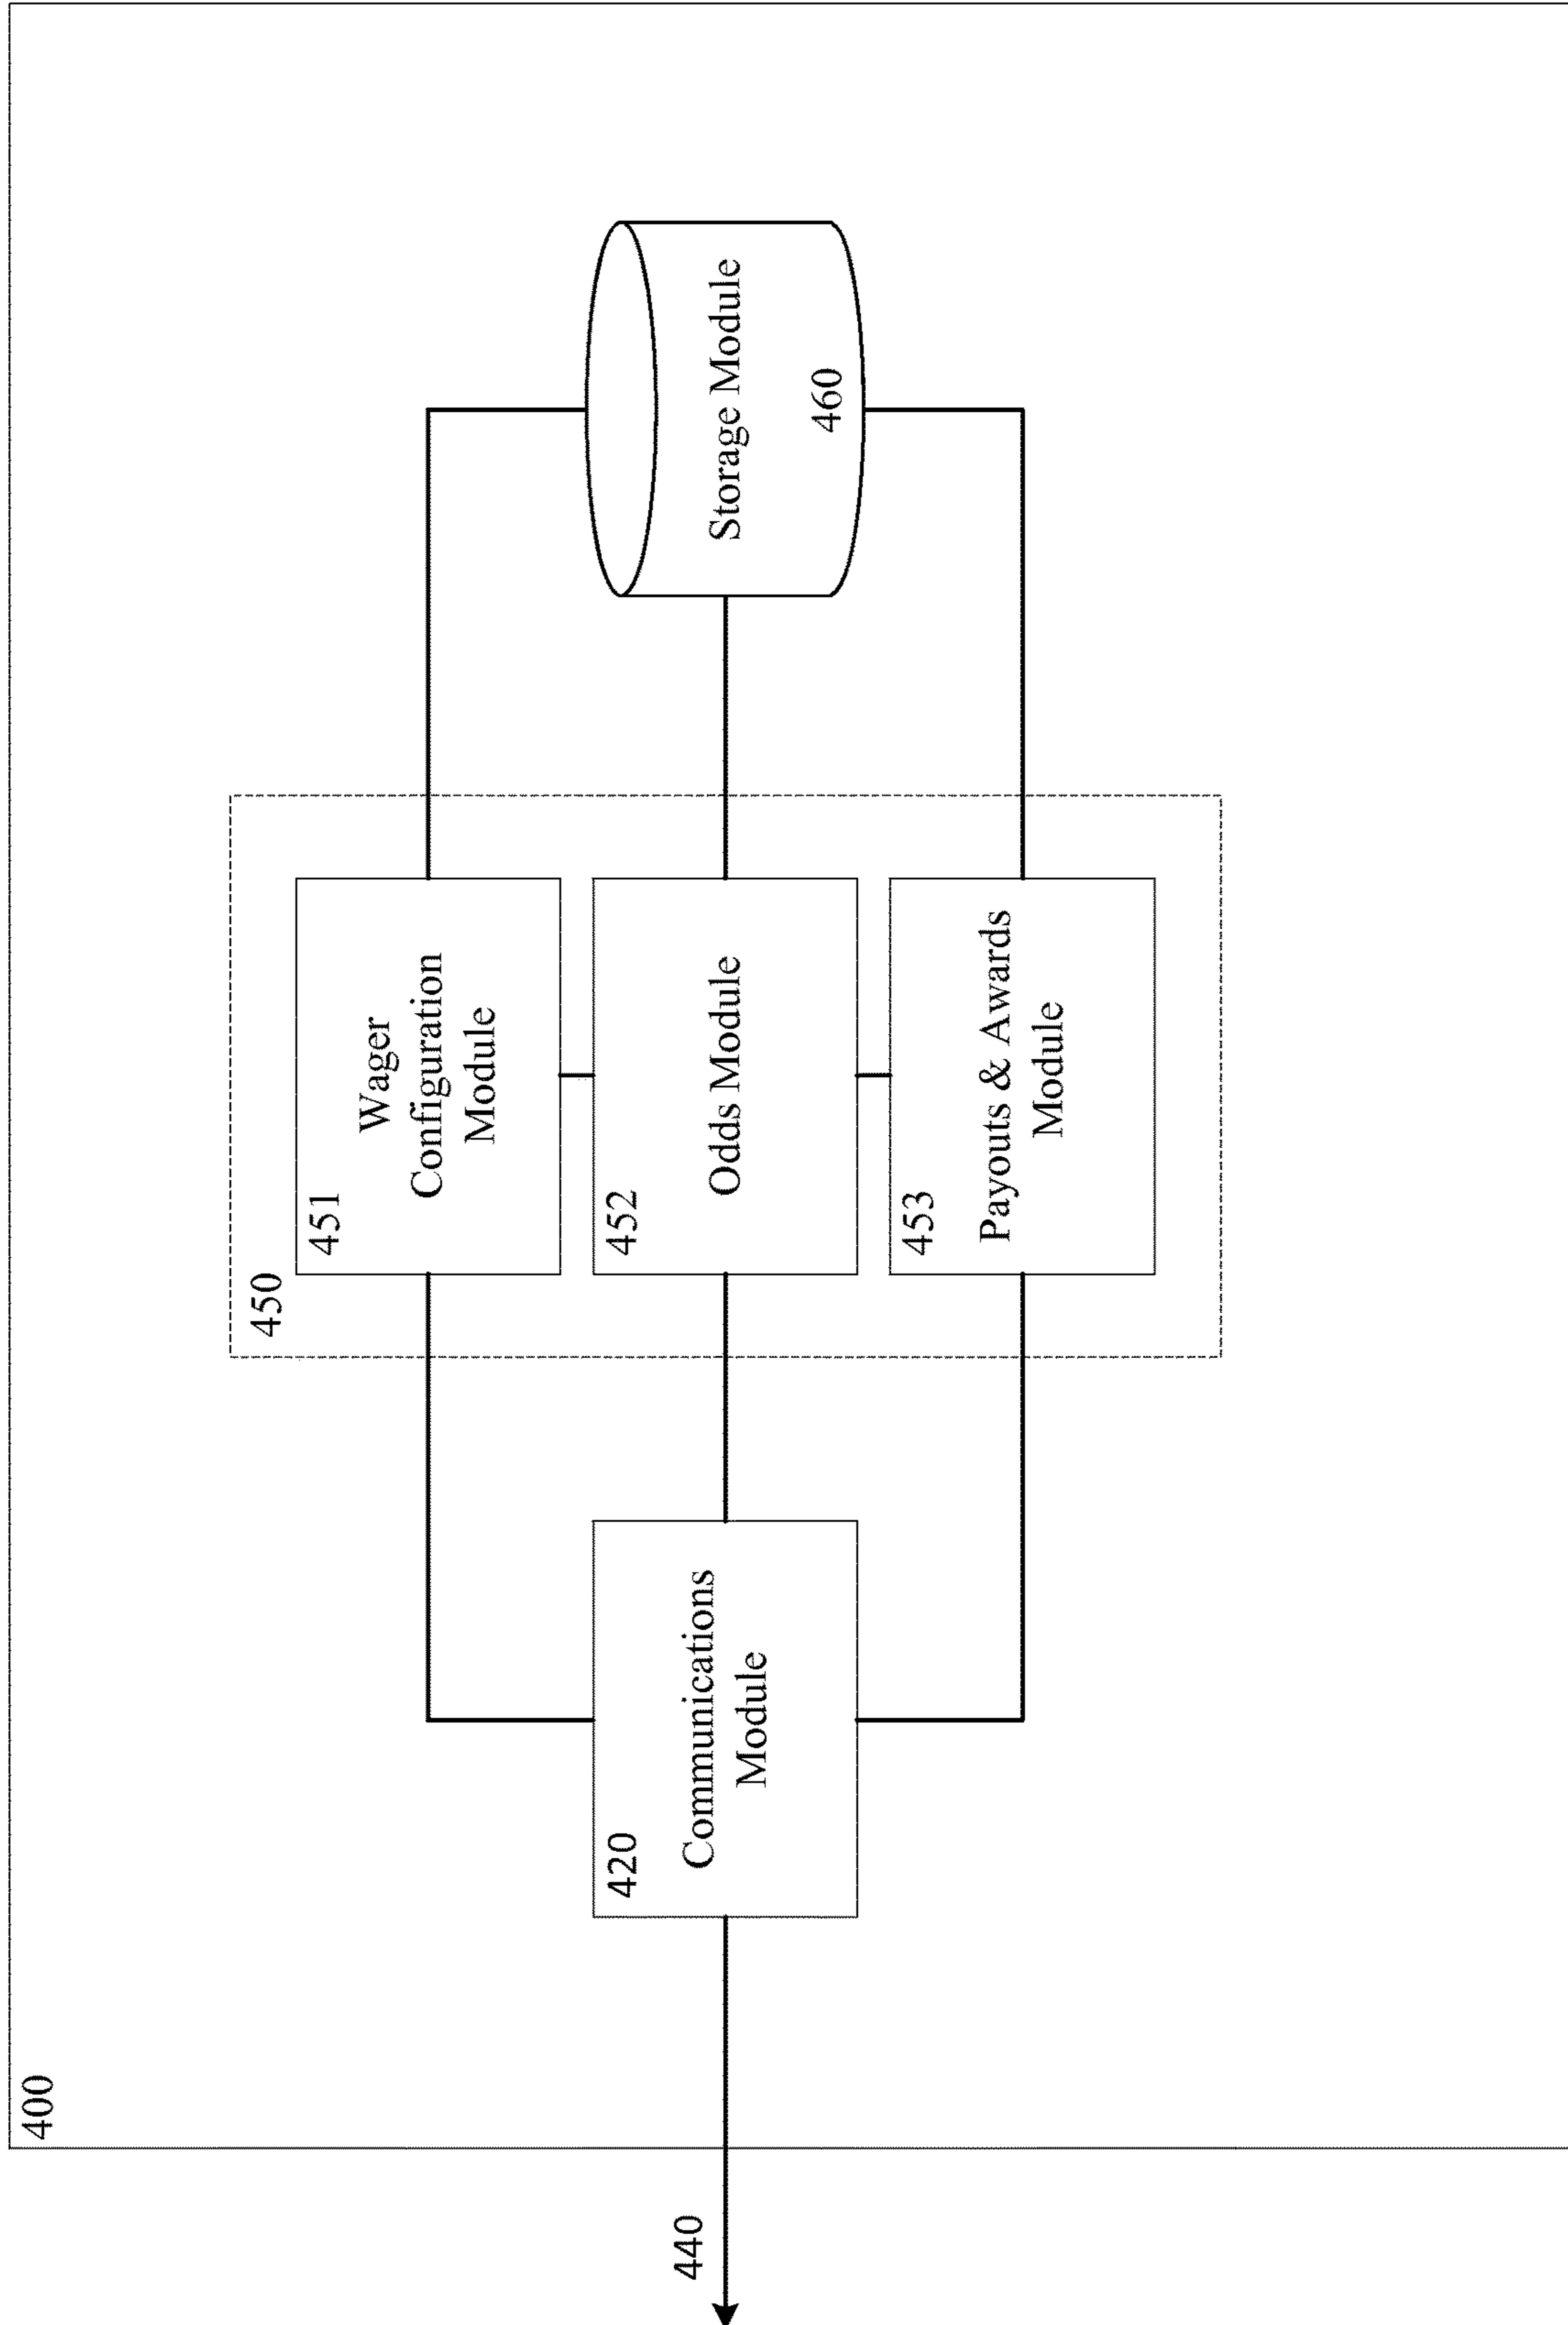 400
440
420
Communications
Module
450
451
Wager
Configuration
Module
452
Odds Module
453
Payouts & Awards
Module
Storage Module
460